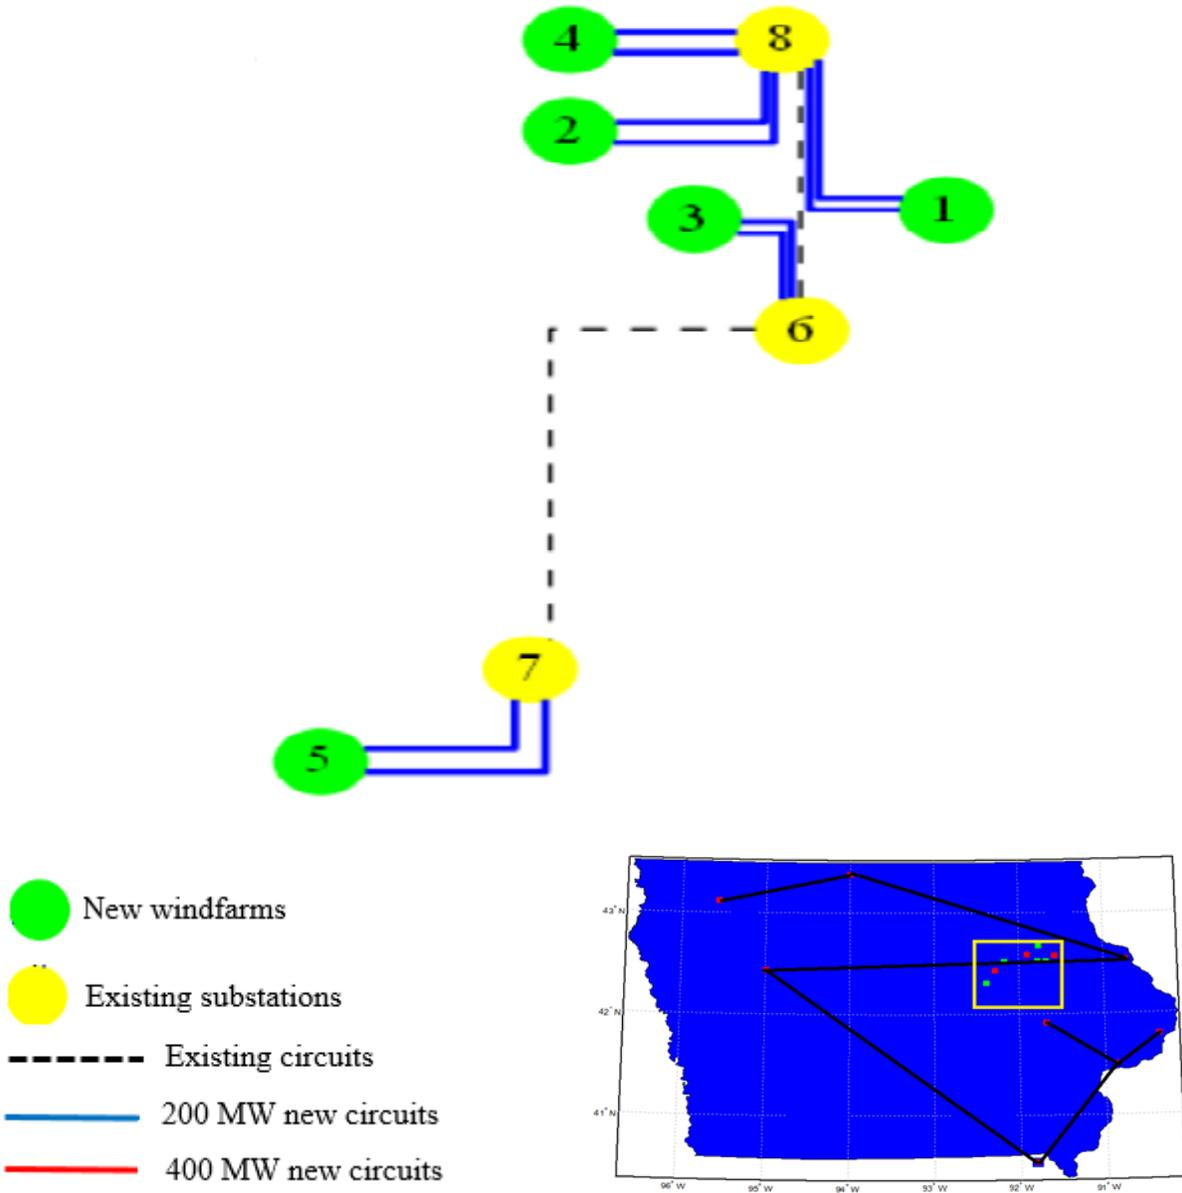 4
8
2
3
1
6
7
5
New windfarms
Existing substations
Existing circuits
200 MW new circuits
400 MW new circuits
43°N
42°N
41°N
96°W 95°W 94°W 93°W 92°W 91°W